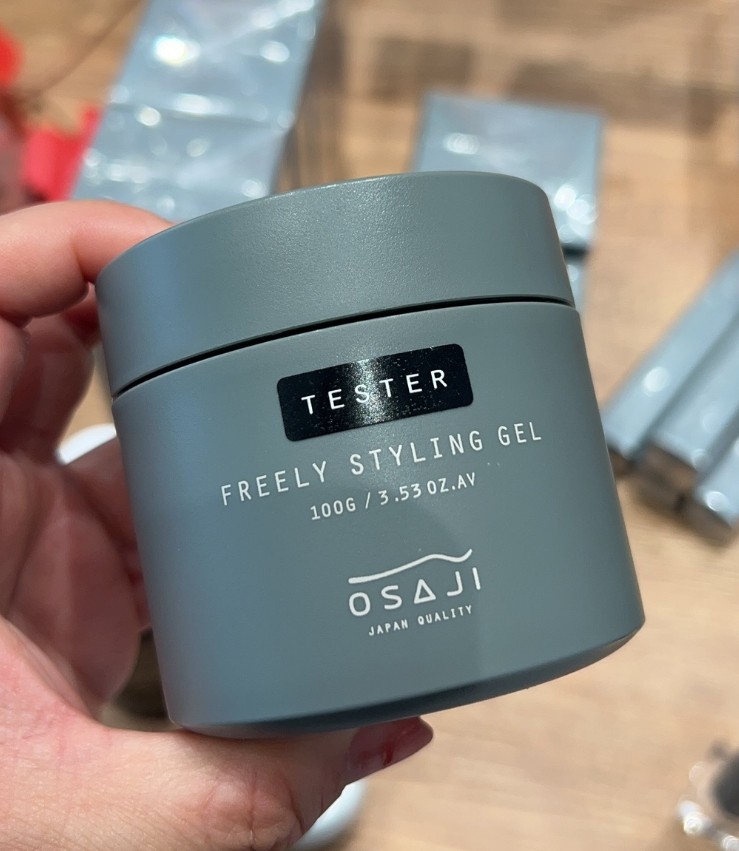 TESTER
FREELY STYLING GEL
100G / 3.53 OZ.AV
OSAJI
JAPAN QUALITY